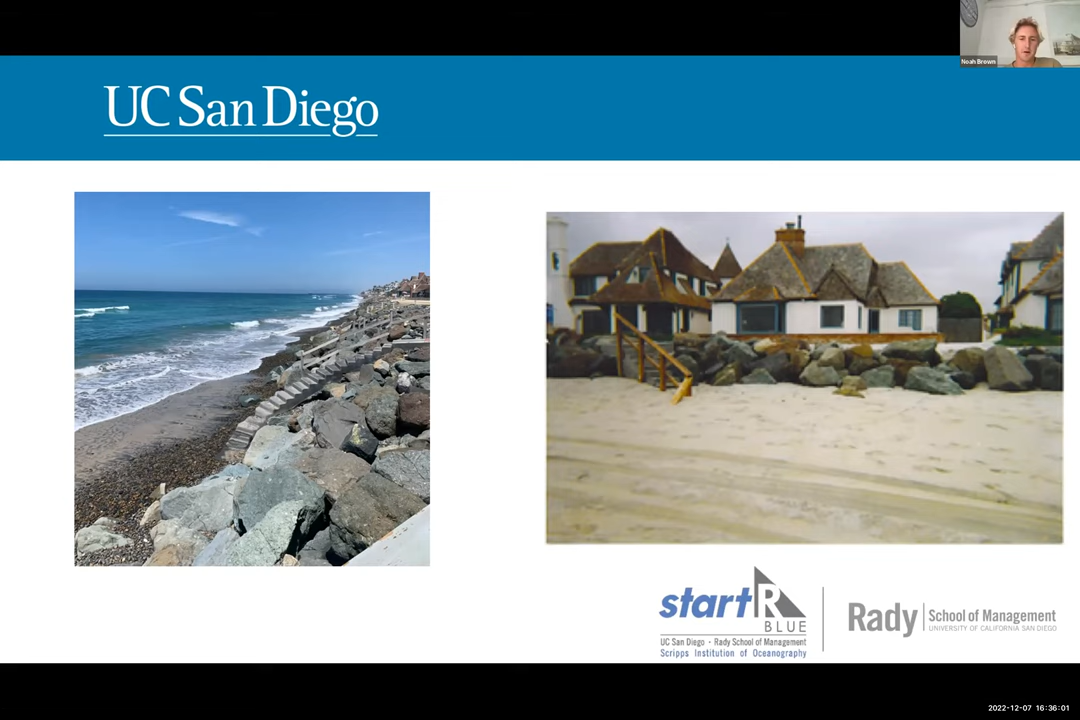 Noah Brown
UC San Diego
startR
BLUE
UC San Diego - Rady School of Management
Scripps Institution of Oceanography
Rady School of Management
UNIVERSITY OF CALIFORNIA SAN DIEGO
2022-12-07 16:36:01